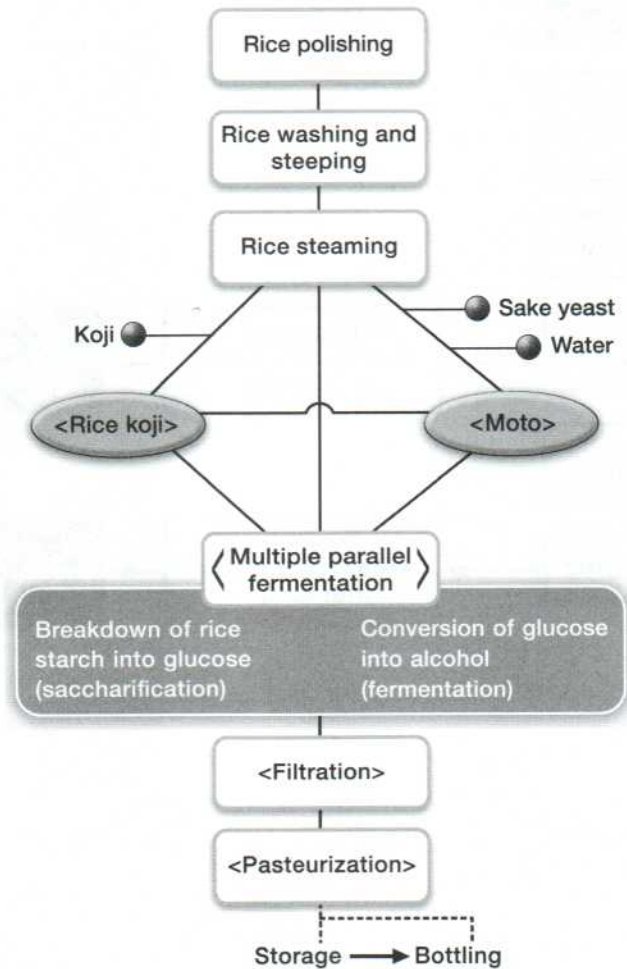 Rice polishing
Rice washing and
steeping
Rice steaming
Koji
Sake yeast
Water
<Rice koji>
<Moto>
〈Multiple parallel
fermentation〉
Breakdown of rice
starch into glucose
(saccharification)
Conversion of glucose
into alcohol
(fermentation)
<Filtration>
<Pasteurization>
Storage
Bottling